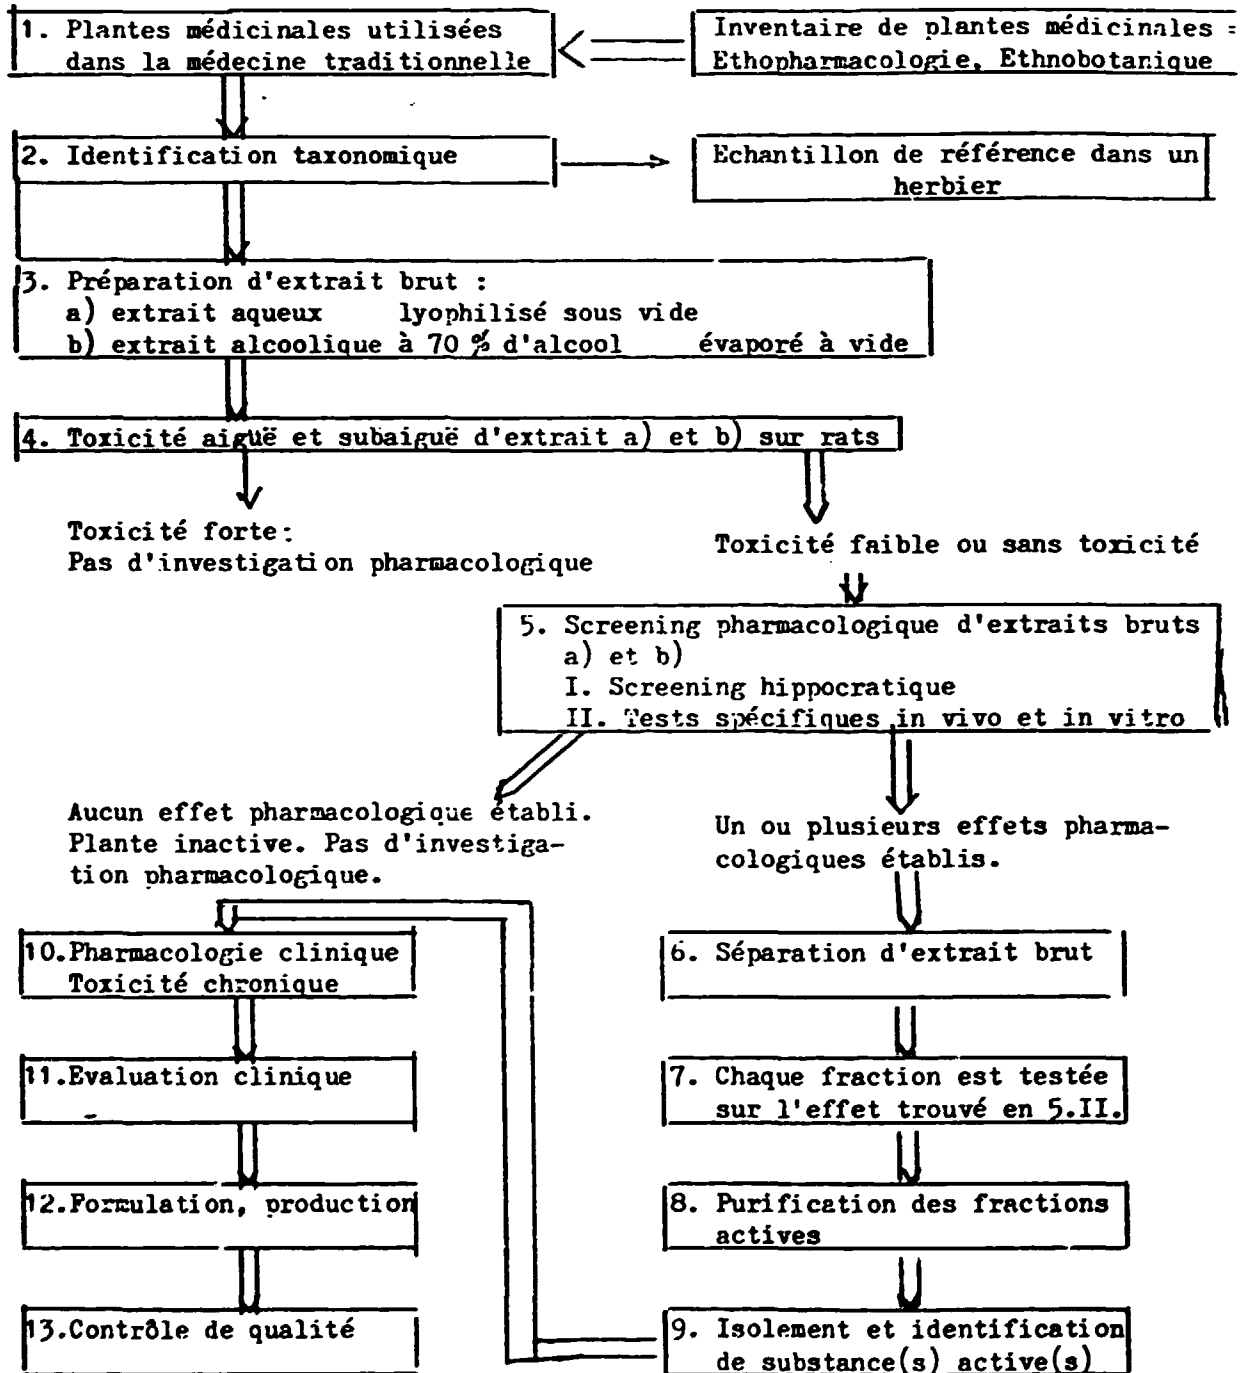 1. Plantes médicinales utilisées
dans la médecine traditionnelle
Inventaire de plantes médicinales =
Ethopharmacologie, Ethnobotanique
2. Identification taxonomique
Echantillon de référence dans un
herbier
3. Préparation d'extrait brut :
a) extrait aqueux lyophilisé sous vide
b) extrait alcoolique à 70 % d'alcool évaporé à vide
4. Toxicité aiguë et subaiguë d'extrait a) et b) sur rats
Toxicité forte:
Pas d'investigation pharmacologique
Toxicité faible ou sans toxicité
5. Screening pharmacologique d'extraits bruts
a) et b)
I. Screening hippocratique
II. Tests spécifiques in vivo et in vitro
Aucun effet pharmacologique établi.
Plante inactive. Pas d'investiga-
tion pharmacologique.
Un ou plusieurs effets pharma-
cologiques établis.
6. Séparation d'extrait brut
7. Chaque fraction est testée
sur l'effet trouvé en 5.II.
8. Purification des fractions
actives
9. Isolement et identification
de substance(s) active(s)
10.Pharmacologie clinique
Toxicité chronique
11.Evaluation clinique
12.Formulation, production
13.Contrôle de qualité